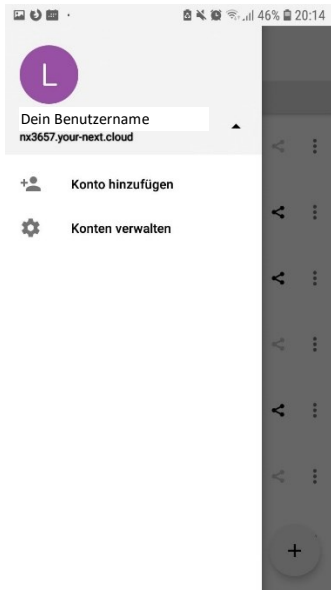 46% 20:14
L
Dein Benutzername
nx3657.your-next.cloud
Konto hinzufügen
Konten verwalten